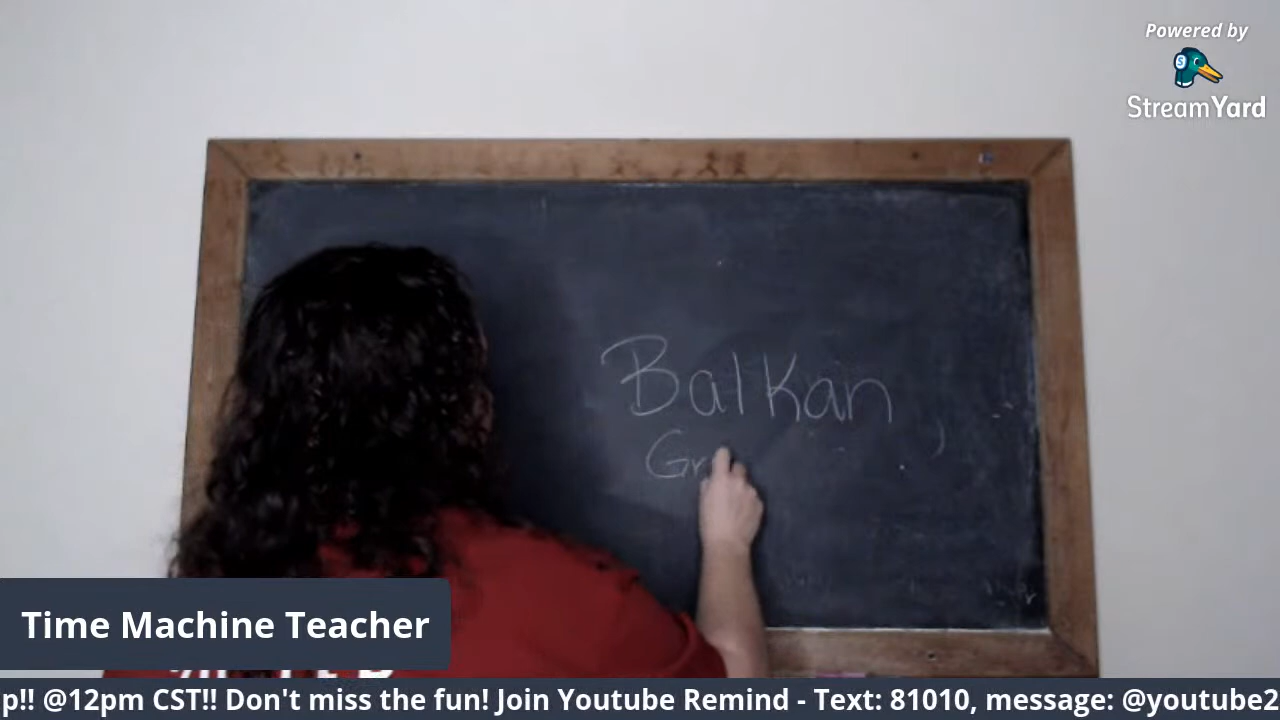 Powered by
StreamYard
Balkan
Gr
Time Machine Teacher
p!! @12pm CST!! Don't miss the fun! Join Youtube Remind - Text: 81010, message: @youtube2